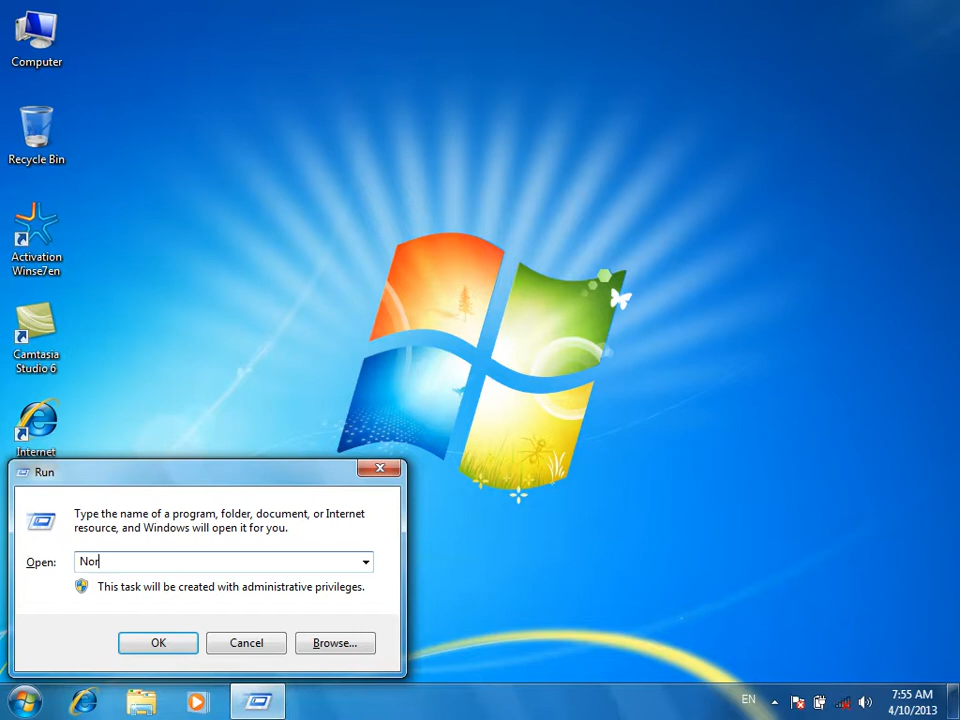 Computer
Recycle Bin
Activation
Winse7en
Camtasia
Studio 6
Internet
Run
Type the name of a program, folder, document, or Internet
resource, and Windows will open it for you.
Open:
Nor
This task will be created with administrative privileges.
OK
Cancel
Browse...
EN
7:55 AM
4/10/2013